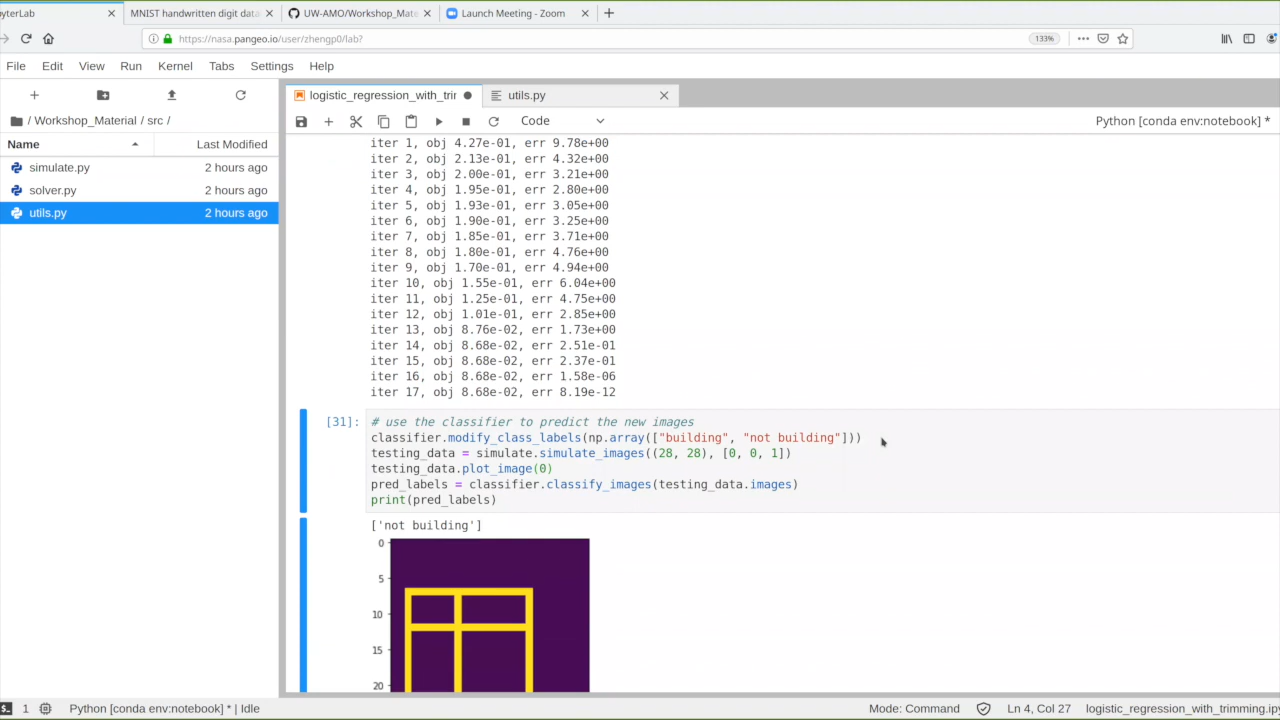 yterLab
MNIST handwritten digit data
UW-AMO/Workshop_Mate
Launch Meeting - Zoom
https://nasa.pangeo.io/user/zhengp0/lab?
133%
File Edit View Run Kernel Tabs Settings Help
logistic_regression_with_trir
utils.py
/ Workshop_Material / src /
Code
Python [conda env:notebook] *
Name Last Modified
simulate.py 2 hours ago
solver.py 2 hours ago
utils.py 2 hours ago
iter 1, obj 4.27e-01, err 9.78e+00
iter 2, obj 2.13e-01, err 4.32e+00
iter 3, obj 2.00e-01, err 3.21e+00
iter 4, obj 1.95e-01, err 2.80e+00
iter 5, obj 1.93e-01, err 3.05e+00
iter 6, obj 1.90e-01, err 3.25e+00
iter 7, obj 1.85e-01, err 3.71e+00
iter 8, obj 1.80e-01, err 4.76e+00
iter 9, obj 1.70e-01, err 4.94e+00
iter 10, obj 1.55e-01, err 6.04e+00
iter 11, obj 1.25e-01, err 4.75e+00
iter 12, obj 1.01e-01, err 2.85e+00
iter 13, obj 8.76e-02, err 1.73e+00
iter 14, obj 8.68e-02, err 2.51e-01
iter 15, obj 8.68e-02, err 2.37e-01
iter 16, obj 8.68e-02, err 1.58e-06
iter 17, obj 8.68e-02, err 8.19e-12
[31]: # use the classifier to predict the new images
classifier.modify_class_labels(np.array(["building", "not building"]))
testing_data = simulate.simulate_images((28, 28), [0, 0, 1])
testing_data.plot_image(0)
pred_labels = classifier.classify_images(testing_data.images)
print(pred_labels)
['not building']
0
5
10
15
20
1 Python [conda env:notebook] * | Idle
Mode: Command
Ln 4, Col 27
logistic_regression_with_trimming.ipy